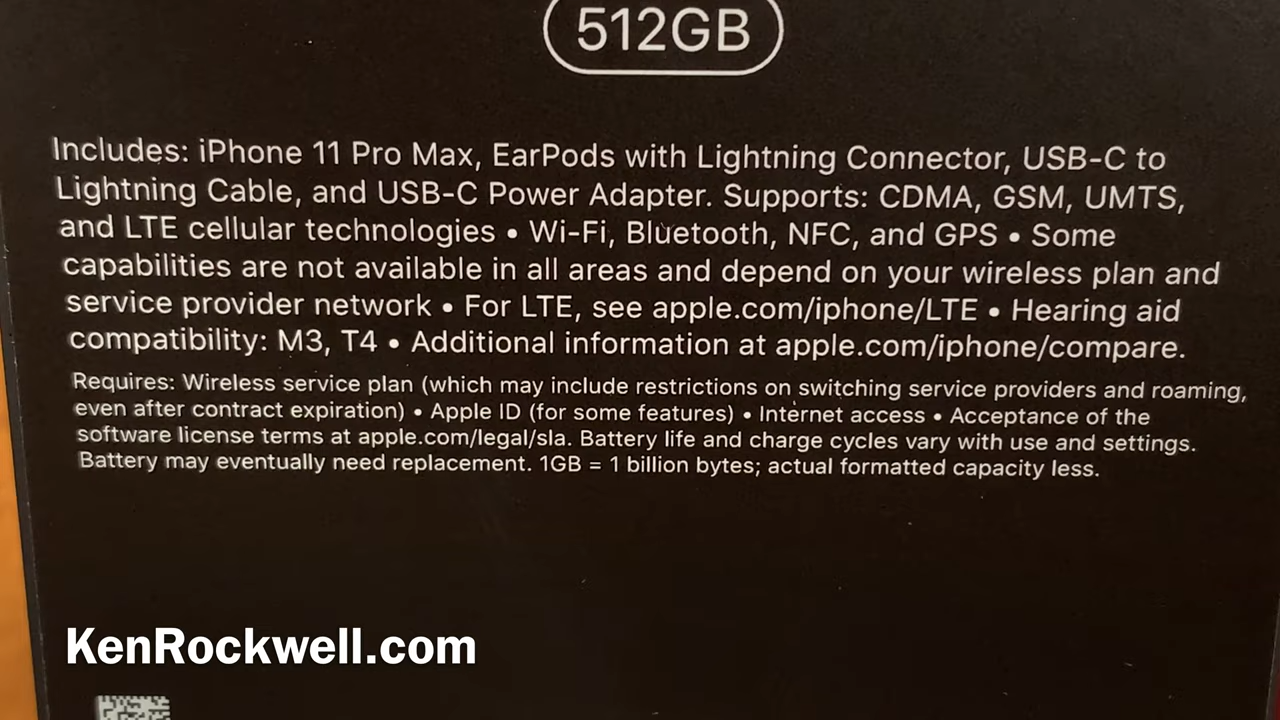 512GB
Includes: iPhone 11 Pro Max, EarPods with Lightning Connector, USB-C to
Lightning Cable, and USB-C Power Adapter. Supports: CDMA, GSM, UMTS,
and LTE cellular technologies • Wi-Fi, Bluetooth, NFC, and GPS • Some
capabilities are not available in all areas and depend on your wireless plan and
service provider network • For LTE, see apple.com/iphone/LTE • Hearing aid
compatibility: M3, T4 • Additional information at apple.com/iphone/compare.
Requires: Wireless service plan (which may include restrictions on switching service providers and roaming,
even after contract expiration) • Apple ID (for some features) • Internet access • Acceptance of the
software license terms at apple.com/legal/sla. Battery life and charge cycles vary with use and settings.
Battery may eventually need replacement. 1GB = 1 billion bytes; actual formatted capacity less.
KenRockwell.com